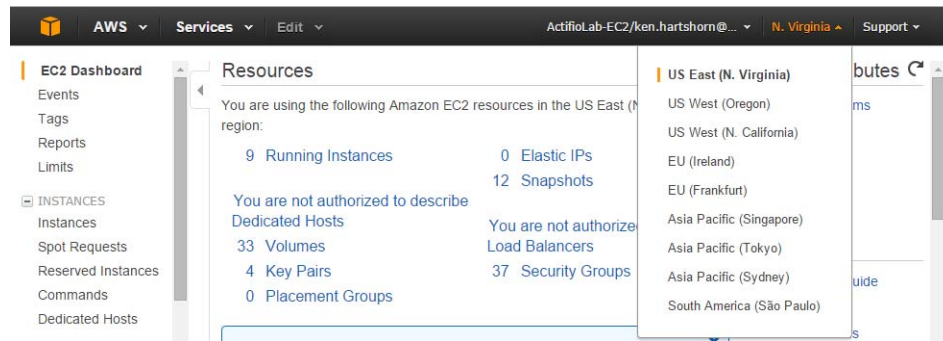 AWS Services Edit ActifioLab-EC2/ken.hartshorn@... N. Virginia Support
EC2 Dashboard
Events
Tags
Reports
Limits
INSTANCES
Instances
Spot Requests
Reserved Instances
Commands
Dedicated Hosts
Resources
You are using the following Amazon EC2 resources in the US East (N
region:
9 Running Instances
0 Elastic IPs
12 Snapshots
You are not authorized to describe
Dedicated Hosts
You are not authorize
Load Balancers
33 Volumes
4 Key Pairs
37 Security Groups
0 Placement Groups
US East (N. Virginia)
US West (Oregon)
US West (N. California)
EU (Ireland)
EU (Frankfurt)
Asia Pacific (Singapore)
Asia Pacific (Tokyo)
Asia Pacific (Sydney)
South America (São Paulo)
butes
ms
uide
s